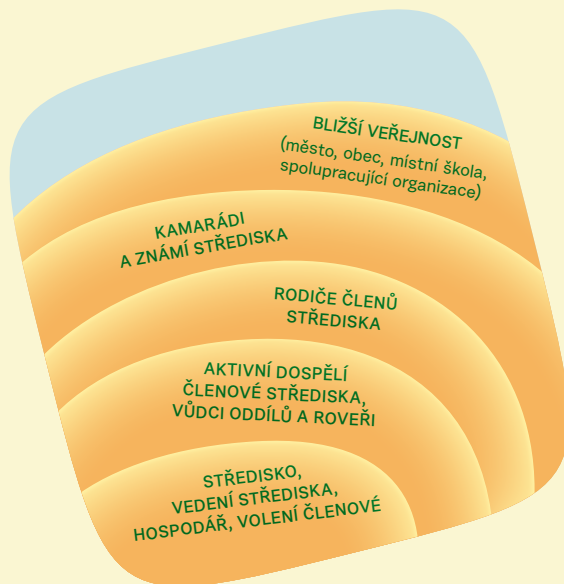 BLIŽŠÍ VEŘEJNOST
(město, obec, místní škola,
spolupracující organizace)
KAMARÁDI
A ZNÁMÍ STŘEDISKA
RODIČE ČLENŮ
STŘEDISKA
AKTIVNÍ DOSPĚLÍ
ČLENOVÉ STŘEDISKA,
VŮDCI ODDÍLŮ A ROVEŘI
STŘEDISKO,
VEDENÍ STŘEDISKA,
HOSPODÁŘ, VOLENÍ ČLENOVÉ